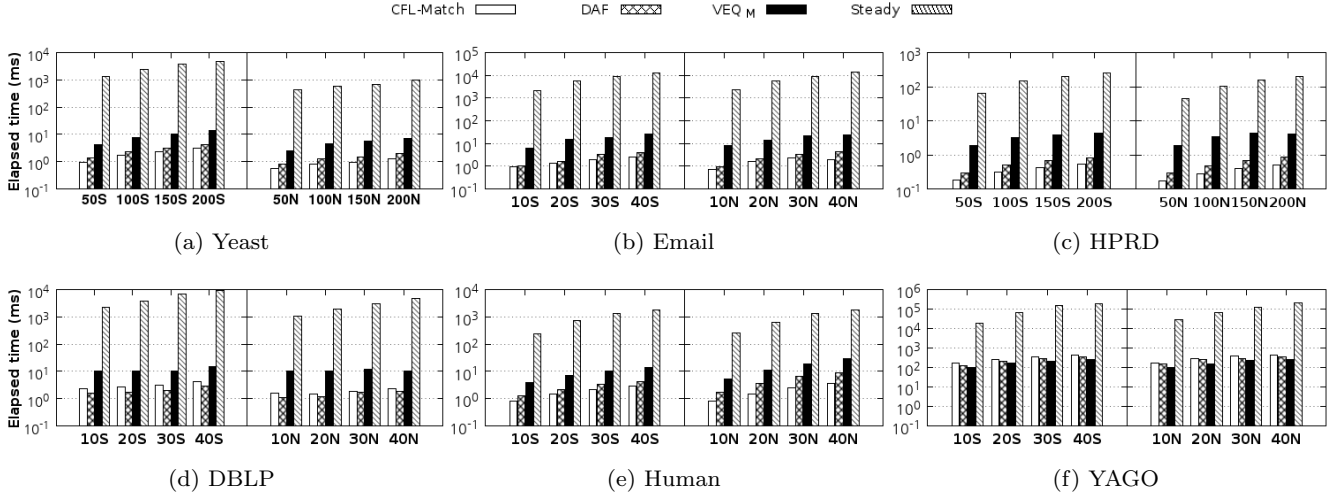 CFL-Match DAF VEQ M Steady
Elapsed time (ms)
10^4
10^3
10^2
10^1
10^0
10^-1
50S 100S 150S 200S 50N 100N 150N 200N
(a) Yeast
10^5
10^4
10^3
10^2
10^1
10^0
10^-1
10S 20S 30S 40S 10N 20N 30N 40N
(b) Email
10^3
10^2
10^1
10^0
10^-1
50S 100S 150S 200S 50N 100N 150N 200N
(c) HPRD
Elapsed time (ms)
10^4
10^3
10^2
10^1
10^0
10^-1
10S 20S 30S 40S 10N 20N 30N 40N
(d) DBLP
10^4
10^3
10^2
10^1
10^0
10^-1
10S 20S 30S 40S 10N 20N 30N 40N
(e) Human
10^6
10^5
10^4
10^3
10^2
10^1
10^0
10^-1
10S 20S 30S 40S 10N 20N 30N 40N
(f) YAGO